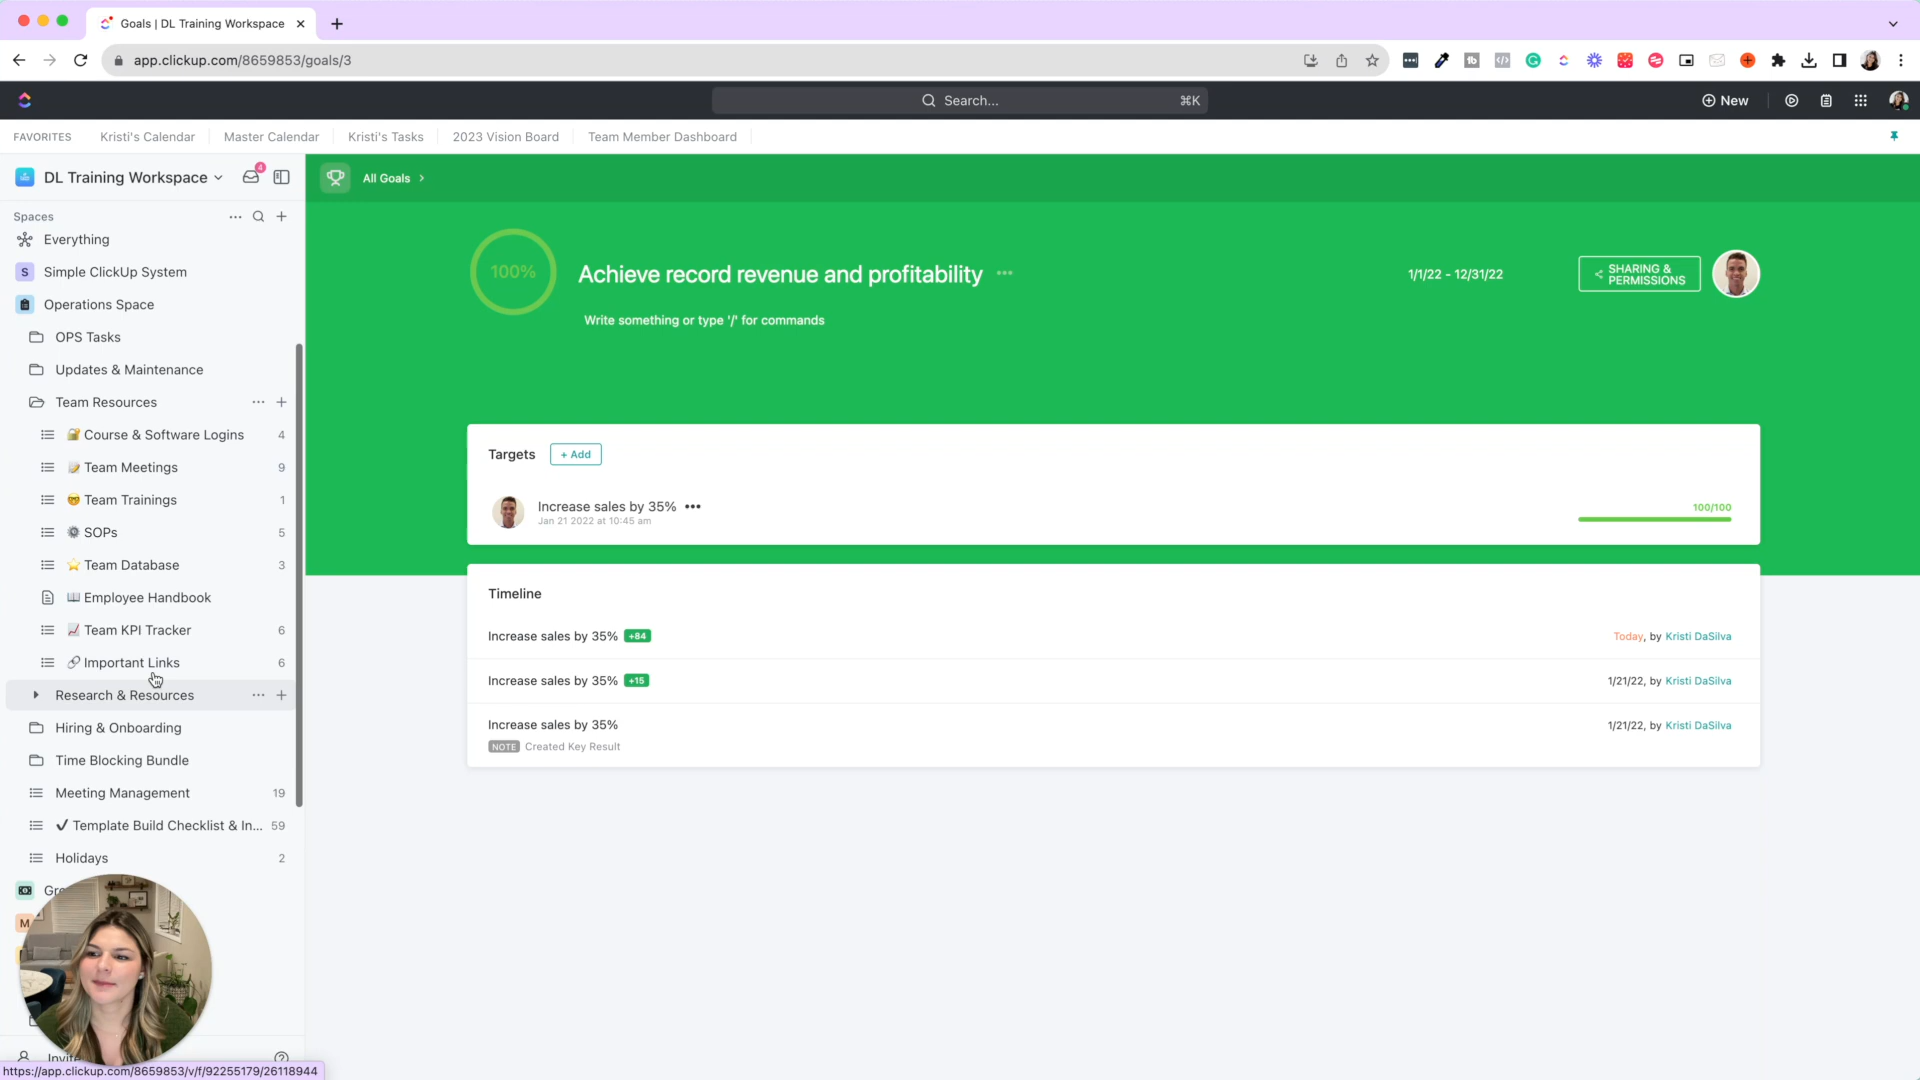 Goals | DL Training Workspace
app.clickup.com/8659853/goals/3
Search...
⌘K
New
FAVORITES
Kristi's Calendar
Master Calendar
Kristi's Tasks
2023 Vision Board
Team Member Dashboard
DL Training Workspace
4
All Goals
Spaces
Everything
S
Simple ClickUp System
Operations Space
OPS Tasks
Updates & Maintenance
Team Resources
Course & Software Logins 4
Team Meetings 9
Team Trainings 1
SOPs 5
Team Database 3
Employee Handbook
Team KPI Tracker 6
Important Links 6
Research & Resources
Hiring & Onboarding
Time Blocking Bundle
Meeting Management 19
Template Build Checklist & In... 59
Holidays 2
M
https://app.clickup.com/8659853/v/f/92255179/26118944
100%
Achieve record revenue and profitability
1/1/22 - 12/31/22
SHARING &
PERMISSIONS
Write something or type '/' for commands
Targets
+ Add
Increase sales by 35%
Jan 21 2022 at 10:45 am
100/100
Timeline
Increase sales by 35% +84
Today, by Kristi DaSilva
Increase sales by 35% +15
1/21/22, by Kristi DaSilva
Increase sales by 35%
1/21/22, by Kristi DaSilva
NOTE Created Key Result